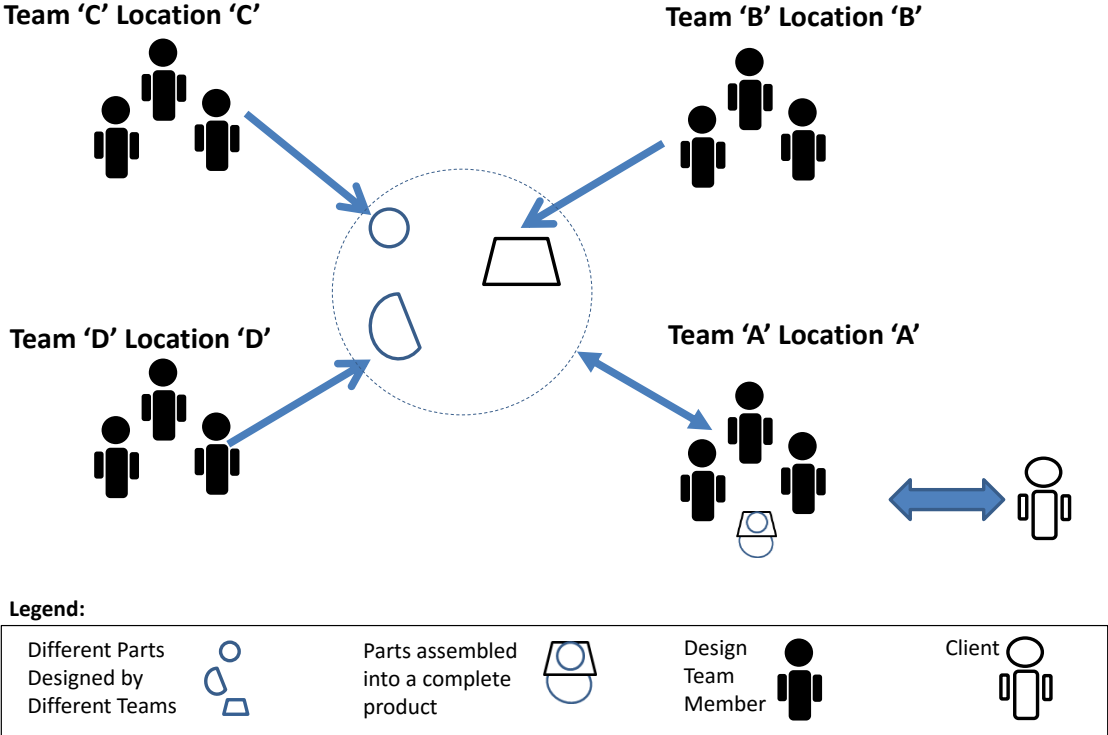 Team ‘C’ Location ‘C’
Team ‘B’ Location ‘B’
Team ‘D’ Location ‘D’
Team ‘A’ Location ‘A’
Legend:
Different Parts
Designed by
Different Teams
Parts assembled
into a complete
product
Design
Team
Member
Client